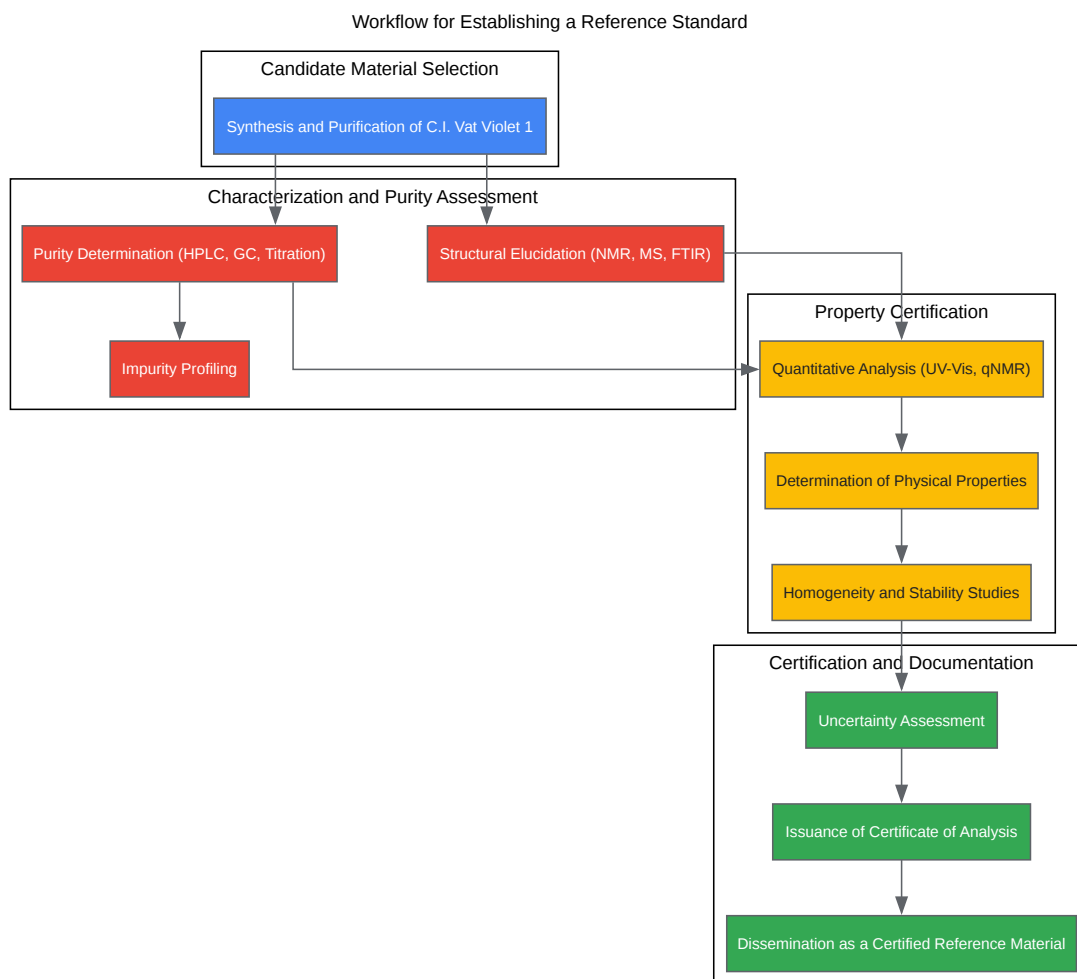 Workflow for Establishing a Reference Standard
Candidate Material Selection
Synthesis and Purification of C.I. Vat Violet 1
Characterization and Purity Assessment
Purity Determination (HPLC, GC, Titration)
Structural Elucidation (NMR, MS, FTIR)
Impurity Profiling
Property Certification
Quantitative Analysis (UV-Vis, qNMR)
Determination of Physical Properties
Homogeneity and Stability Studies
Certification and Documentation
Uncertainty Assessment
Issuance of Certificate of Analysis
Dissemination as a Certified Reference Material